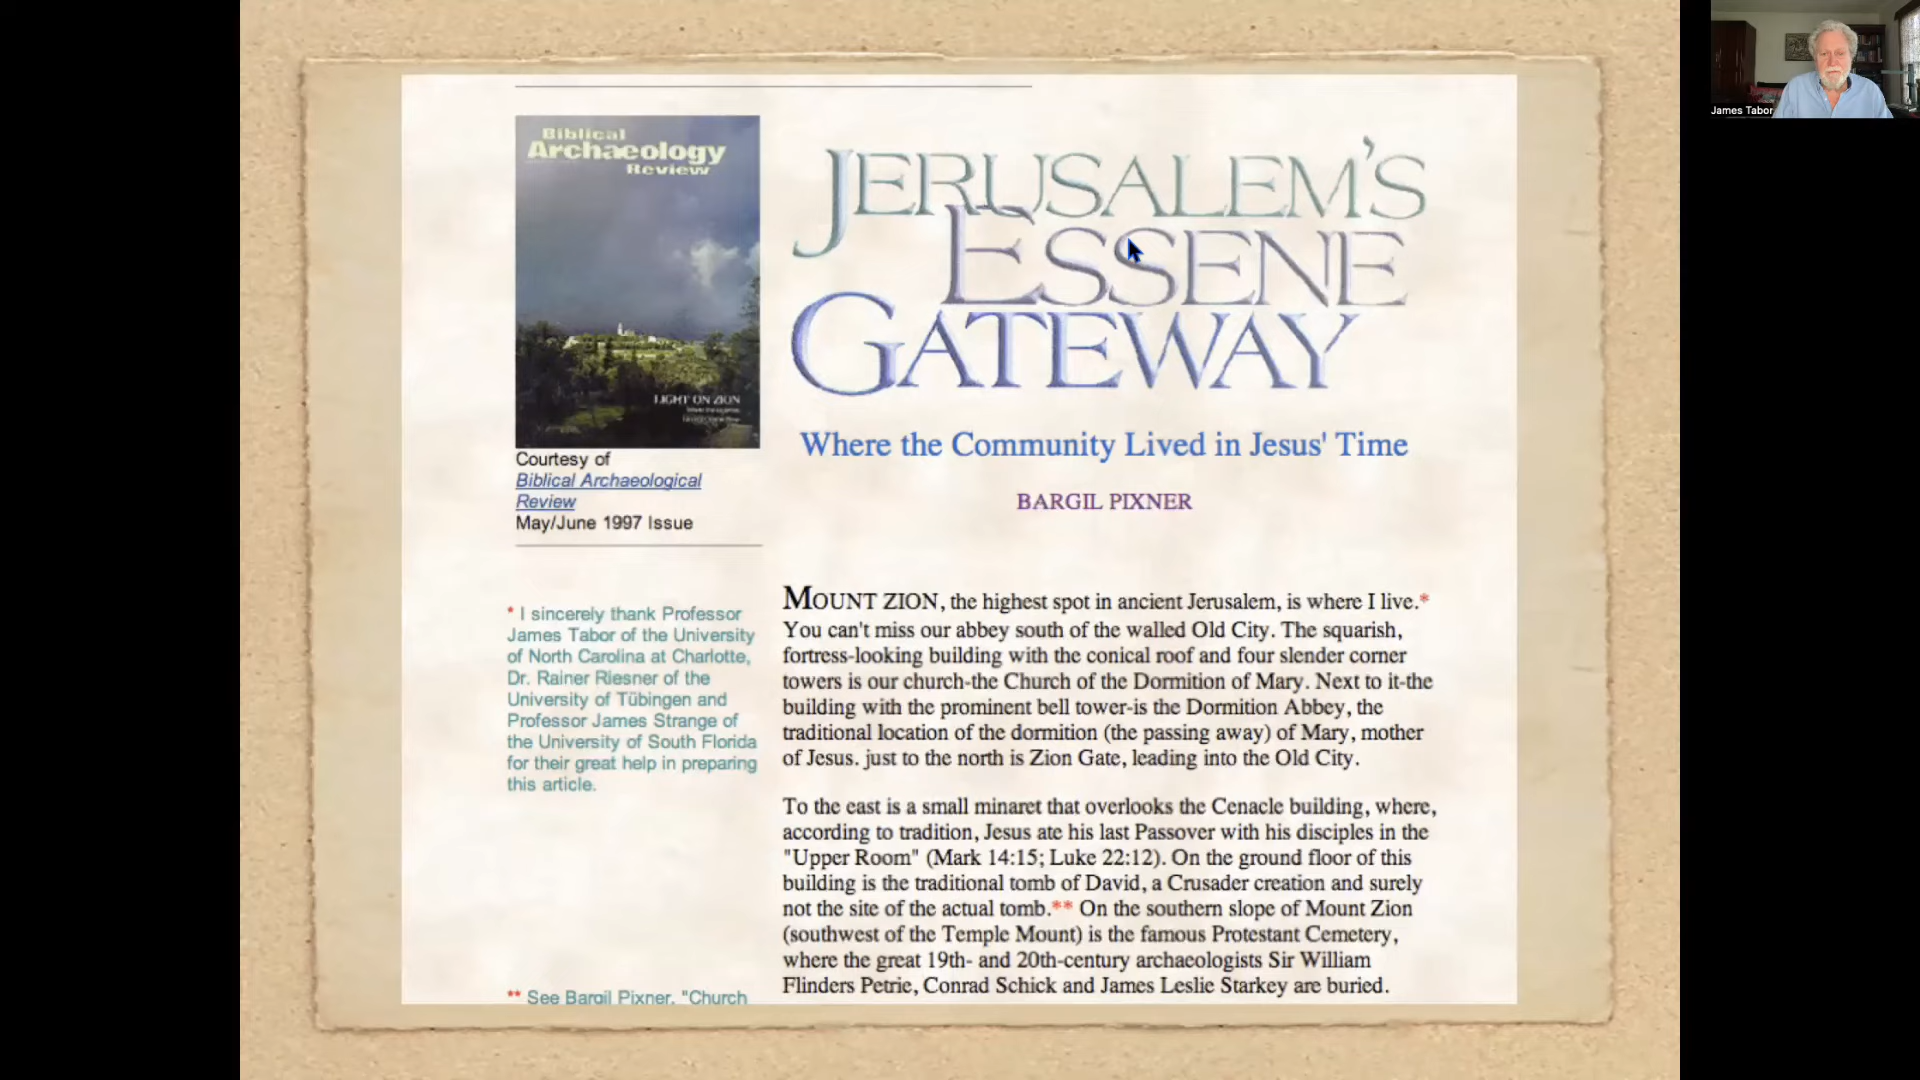 Biblical
Archaeology
Review
LIGHT ON ZION
Courtesy of
Biblical Archaeological
Review
May/June 1997 Issue
* I sincerely thank Professor
James Tabor of the University
of North Carolina at Charlotte,
Dr. Rainer Riesner of the
University of Tübingen and
Professor James Strange of
the University of South Florida
for their great help in preparing
this article.
** See Bargil Pixner, "Church
JERUSALEM'S
ESSENE
GATEWAY
Where the Community Lived in Jesus' Time
BARGIL PIXNER
MOUNT ZION, the highest spot in ancient Jerusalem, is where I live.*
You can't miss our abbey south of the walled Old City. The squarish,
fortress-looking building with the conical roof and four slender corner
towers is our church-the Church of the Dormition of Mary. Next to it-the
building with the prominent bell tower-is the Dormition Abbey, the
traditional location of the dormition (the passing away) of Mary, mother
of Jesus. just to the north is Zion Gate, leading into the Old City.
To the east is a small minaret that overlooks the Cenacle building, where,
according to tradition, Jesus ate his last Passover with his disciples in the
"Upper Room" (Mark 14:15; Luke 22:12). On the ground floor of this
building is the traditional tomb of David, a Crusader creation and surely
not the site of the actual tomb.** On the southern slope of Mount Zion
(southwest of the Temple Mount) is the famous Protestant Cemetery,
where the great 19th- and 20th-century archaeologists Sir William
Flinders Petrie, Conrad Schick and James Leslie Starkey are buried.
James Tabor